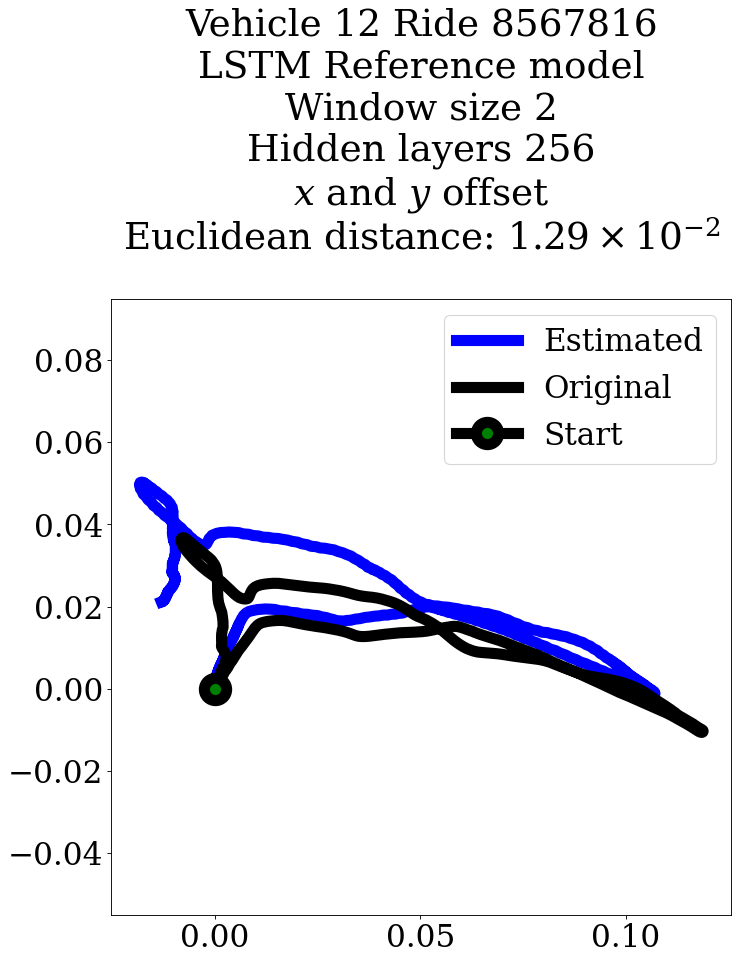 Vehicle 12 Ride 8567816
LSTM Reference model
Window size 2
Hidden layers 256
x and y offset
Euclidean distance: 1.29 × 10⁻²
Estimated
Original
Start
0.08
0.06
0.04
0.02
0.00
−0.02
−0.04
0.00 0.05 0.10